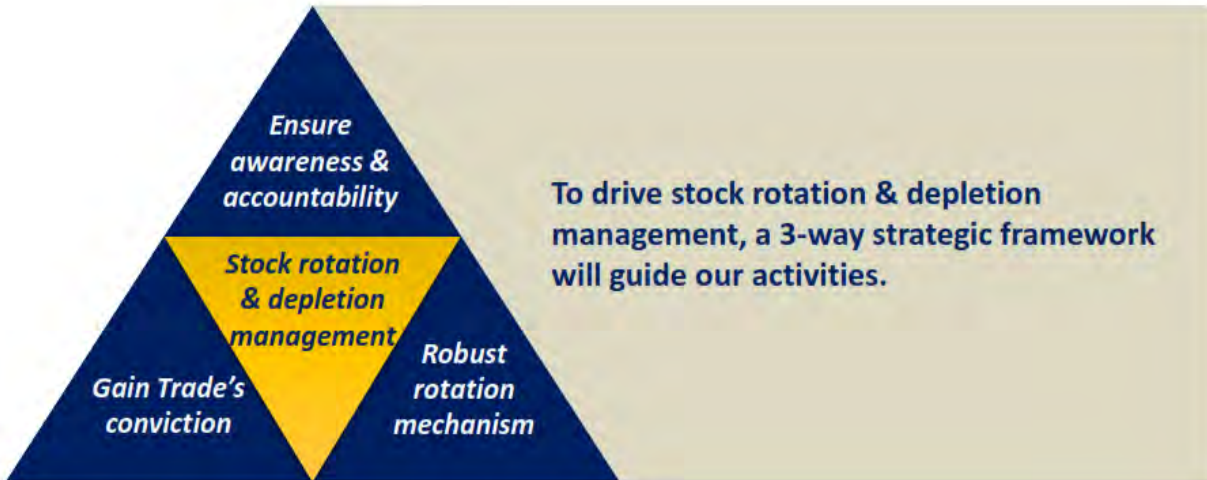 Ensure
awareness &
accountability
Stock rotation
& depletion
management
Gain Trade's
conviction
Robust
rotation
mechanism
To drive stock rotation & depletion
management, a 3-way strategic framework
will guide our activities.